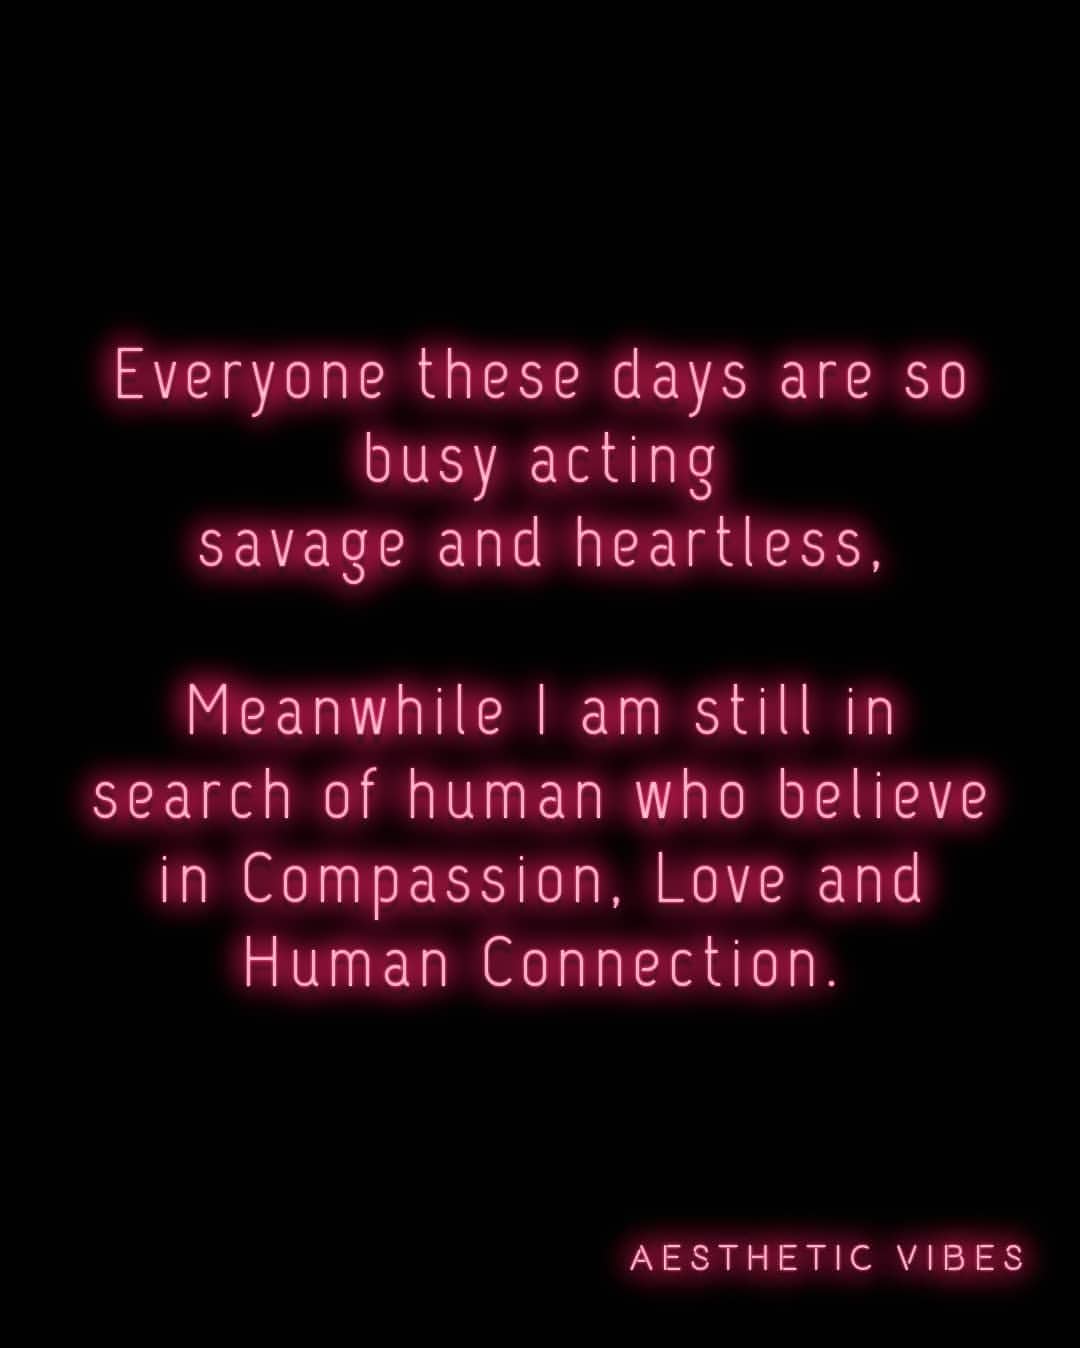 Everyone these days are so
busy acting
savage and heartless,
Meanwhile I am still in
search of human who believe
in Compassion, Love and
Human Connection.
AESTHETIC VIBES